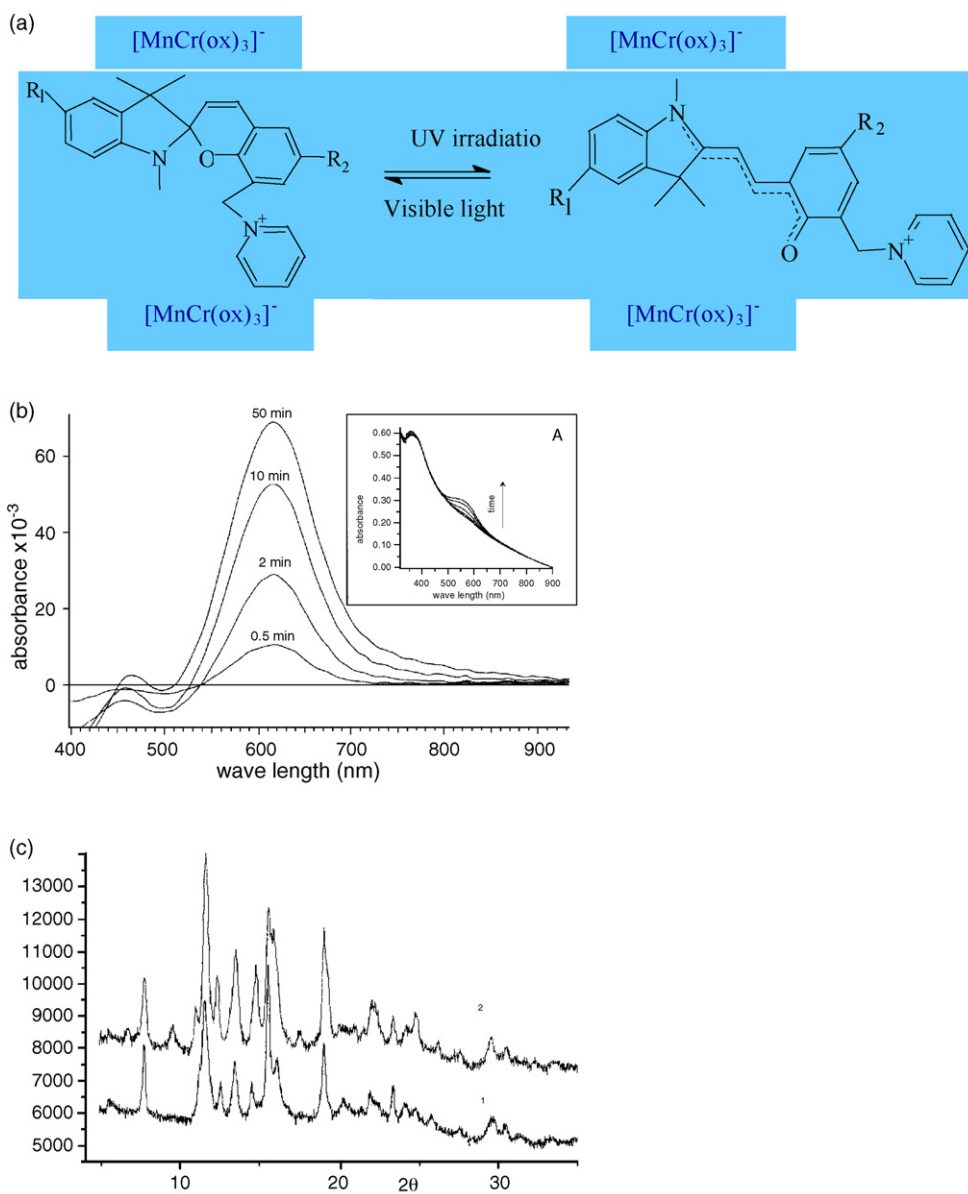 (a)
[MnCr(ox)3]-
[MnCr(ox)3]-
R1
N
O
R2
N+
UV irradiatio
Visible light
N
R1
R2
O
N+
[MnCr(ox)3]-
[MnCr(ox)3]-
(b)
absorbance x10-3
60
40
20
0
50 min
10 min
2 min
0.5 min
400 500 600 700 800 900
wave length (nm)
A
absorbance
0.60
0.50
0.40
0.30
0.20
0.10
0.00
time
400 500 600 700 800 900
wave length (nm)
(c)
13000
12000
11000
10000
9000
8000
7000
6000
5000
2
1
10 20 2θ 30